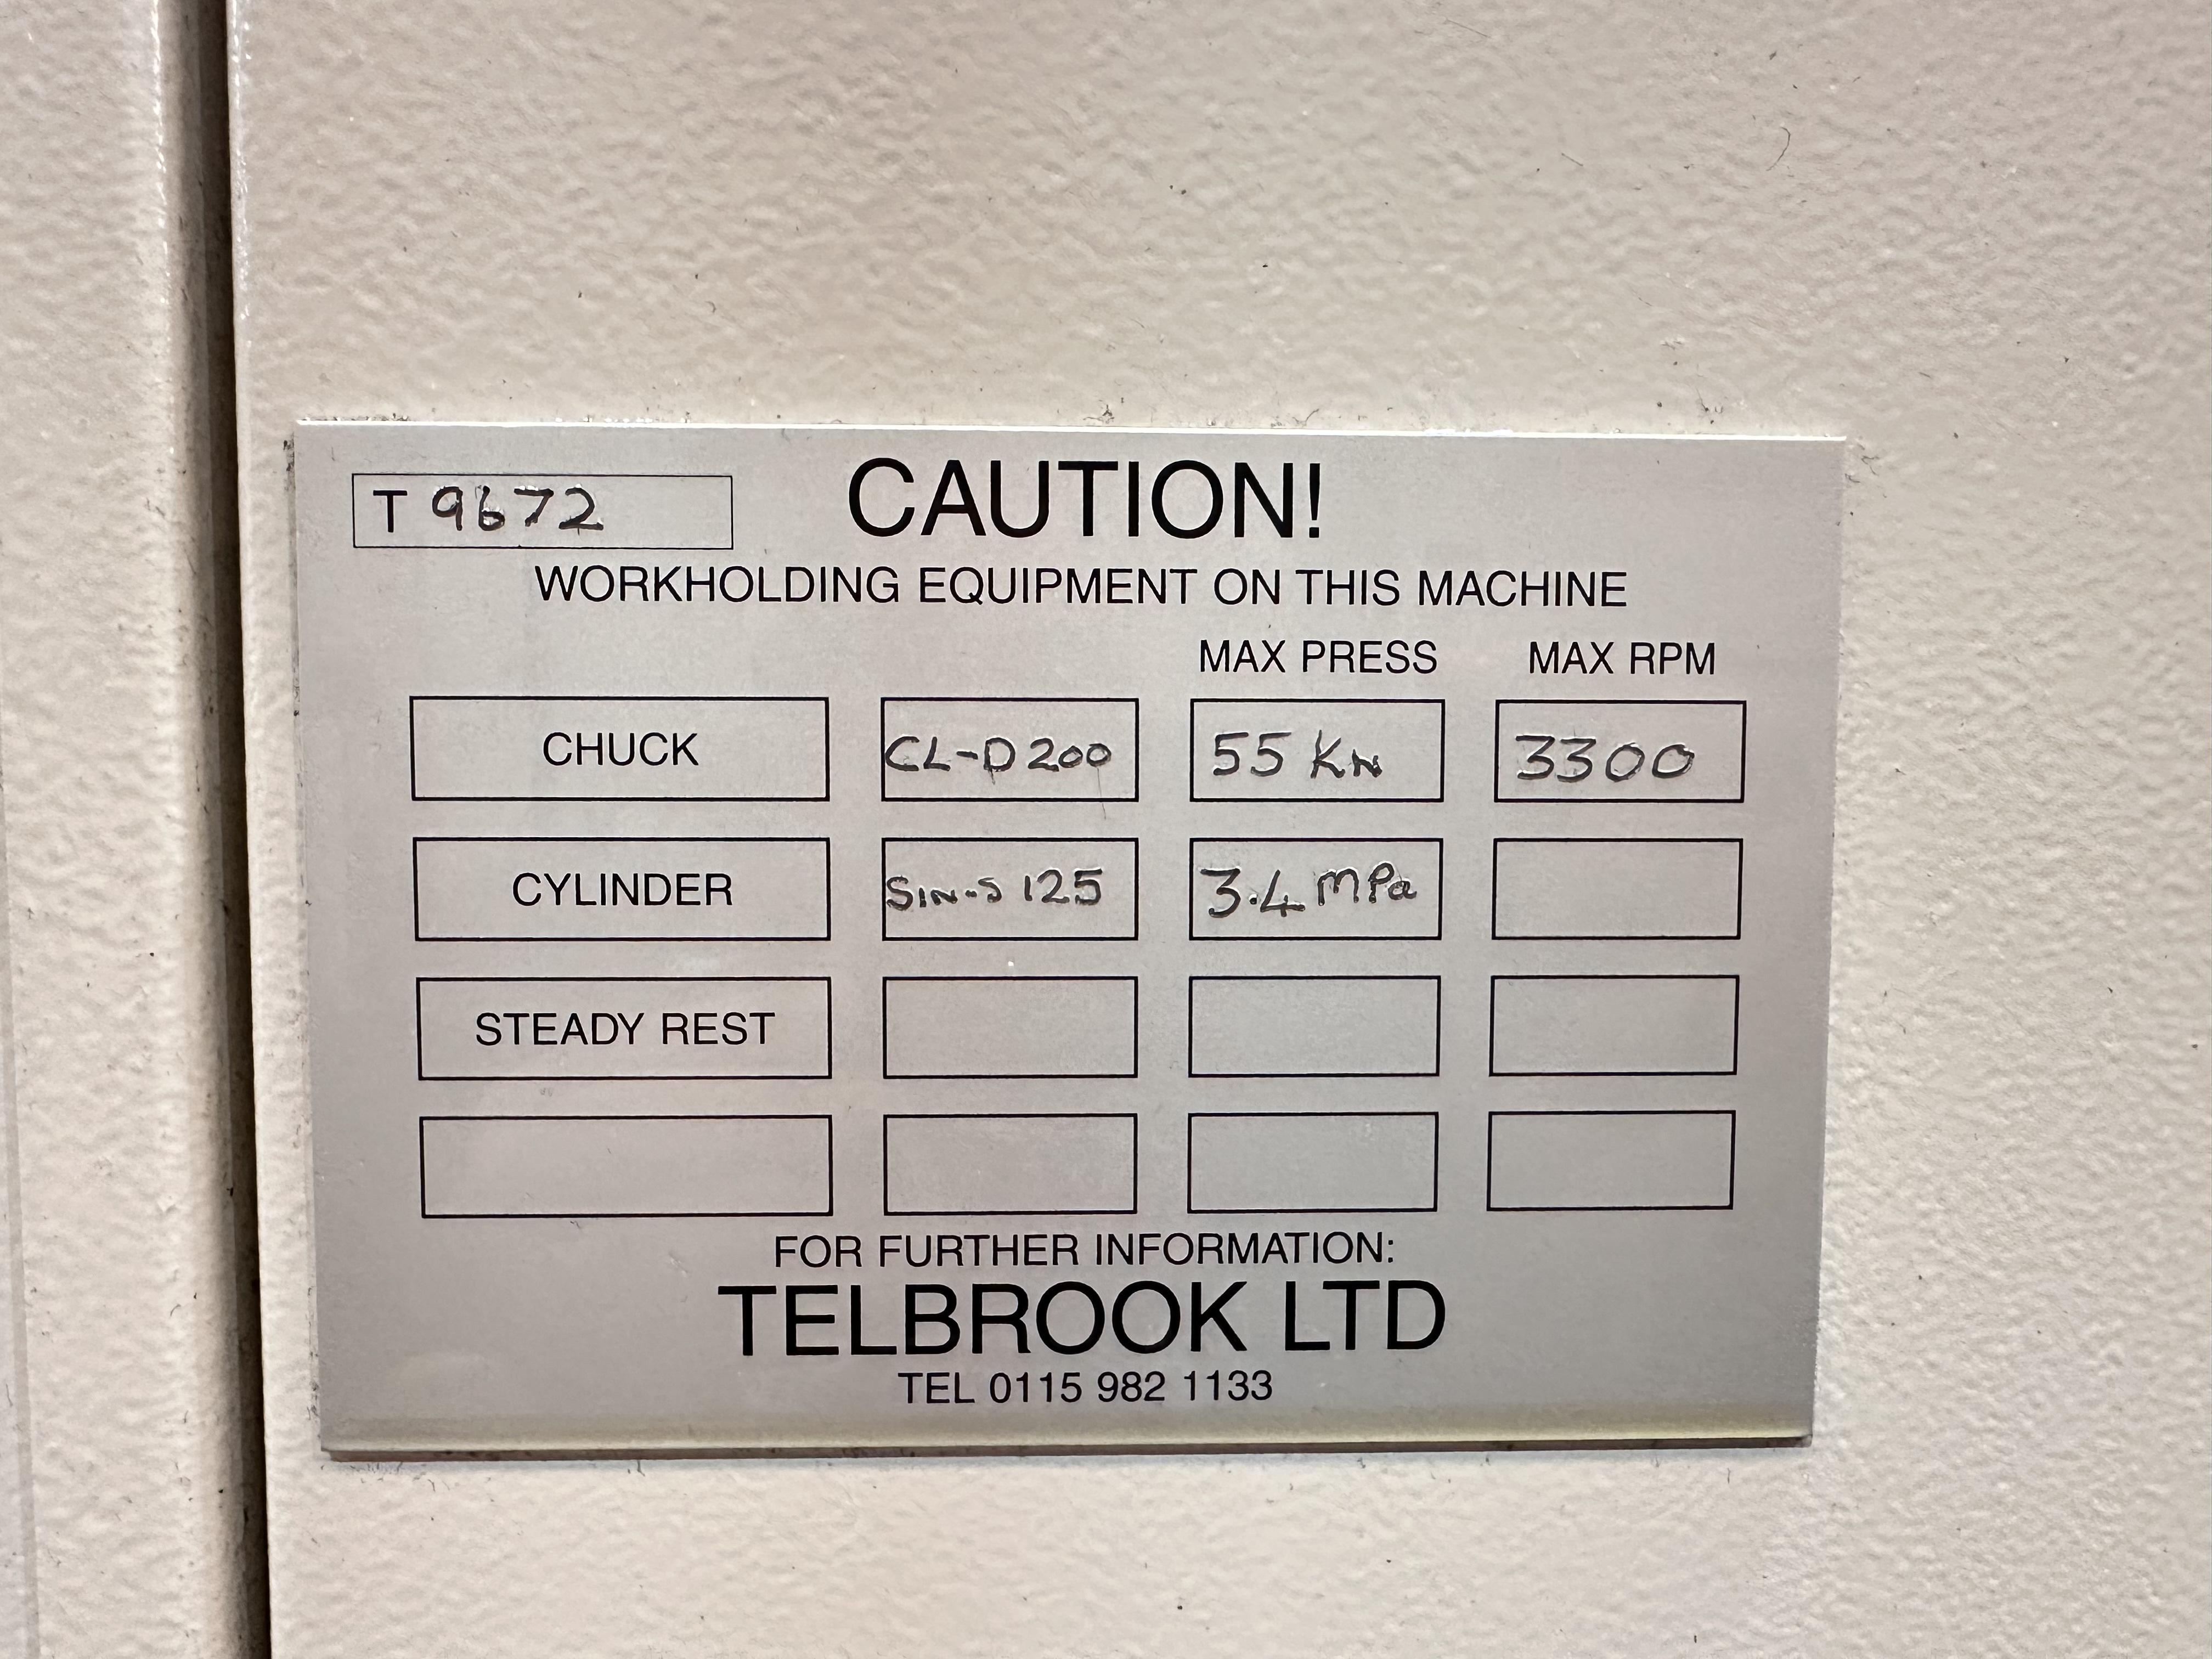 T 9672
CAUTION!
WORKHOLDING EQUIPMENT ON THIS MACHINE
MAX PRESS MAX RPM
CHUCK CL-D200 55 KN 3300
CYLINDER SIN-S 125 3.4 MPa
STEADY REST
FOR FURTHER INFORMATION:
TELBROOK LTD
TEL 0115 982 1133